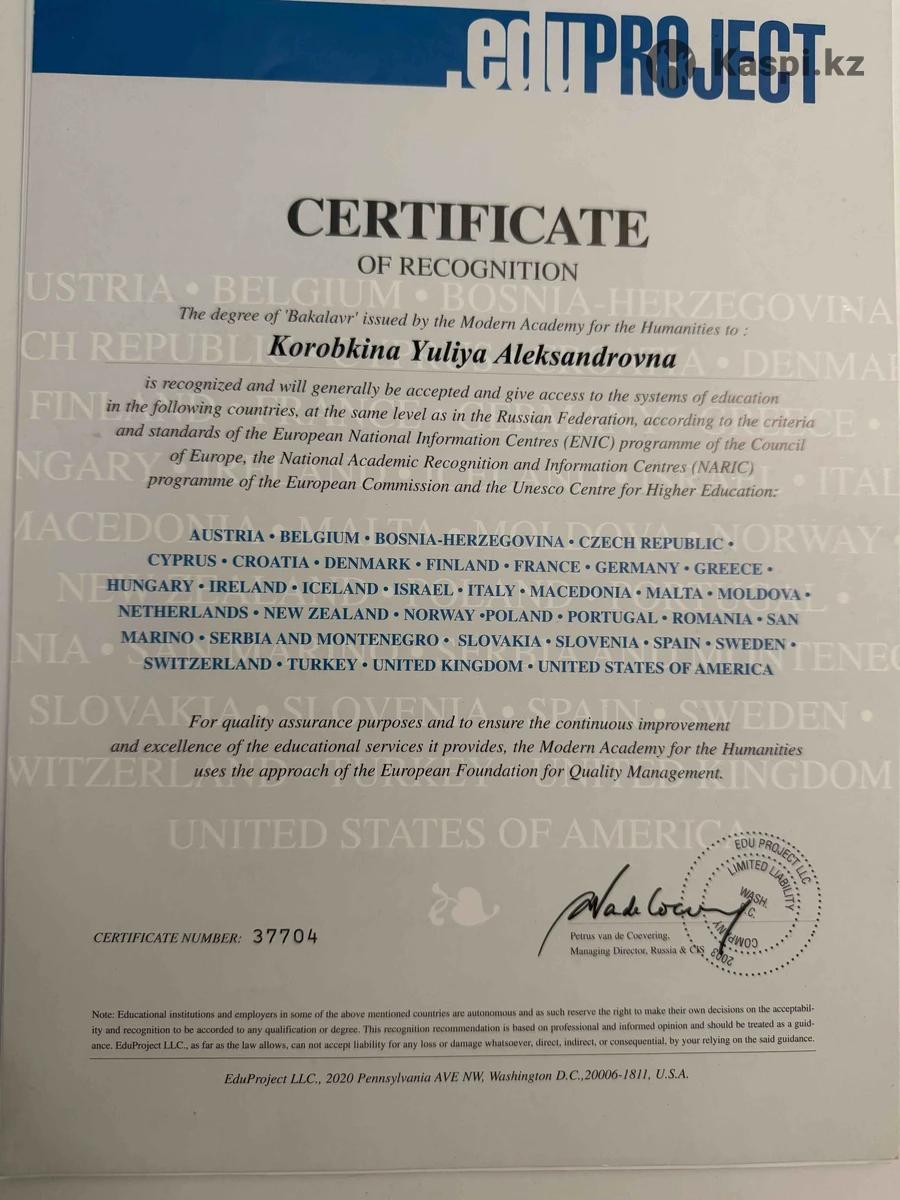 .eduPROJECT
Kaspi.kz
CERTIFICATE
OF RECOGNITION
The degree of 'Bakalavr' issued by the Modern Academy for the Humanities to :
Korobkina Yuliya Aleksandrovna
is recognized and will generally be accepted and give access to the systems of education
in the following countries, at the same level as in the Russian Federation, according to the criteria
and standards of the European National Information Centres (ENIC) programme of the Council
of Europe, the National Academic Recognition and Information Centres (NARIC)
programme of the European Commission and the Unesco Centre for Higher Education:
AUSTRIA • BELGIUM • BOSNIA-HERZEGOVINA • CZECH REPUBLIC •
CYPRUS • CROATIA • DENMARK • FINLAND • FRANCE • GERMANY • GREECE •
HUNGARY • IRELAND • ICELAND • ISRAEL • ITALY • MACEDONIA • MALTA • MOLDOVA •
NETHERLANDS • NEW ZEALAND • NORWAY •POLAND • PORTUGAL • ROMANIA • SAN
MARINO • SERBIA AND MONTENEGRO • SLOVAKIA • SLOVENIA • SPAIN • SWEDEN •
SWITZERLAND • TURKEY • UNITED KINGDOM • UNITED STATES OF AMERICA
For quality assurance purposes and to ensure the continuous improvement
and excellence of the educational services it provides, the Modern Academy for the Humanities
uses the approach of the European Foundation for Quality Management.
UNITED STATES OF AMERICA
EDU PROJECT LLC
LIMITED LIABILITY
COMPANY
WASH.
D.C.
2003
CERTIFICATE NUMBER: 37704
Petrus van de Coevering,
Managing Director, Russia & CIS
Note: Educational institutions and employers in some of the above mentioned countries are autonomous and as such reserve the right to make their own decisions on the acceptabil-
ity and recognition to be accorded to any qualification or degree. This recognition recommendation is based on professional and informed opinion and should be treated as a guid-
ance. EduProject LLC., as far as the law allows, can not accept liability for any loss or damage whatsoever, direct, indirect, or consequential, by your relying on the said guidance.
EduProject LLC., 2020 Pennsylvania AVE NW, Washington D.C.,20006-1811, U.S.A.